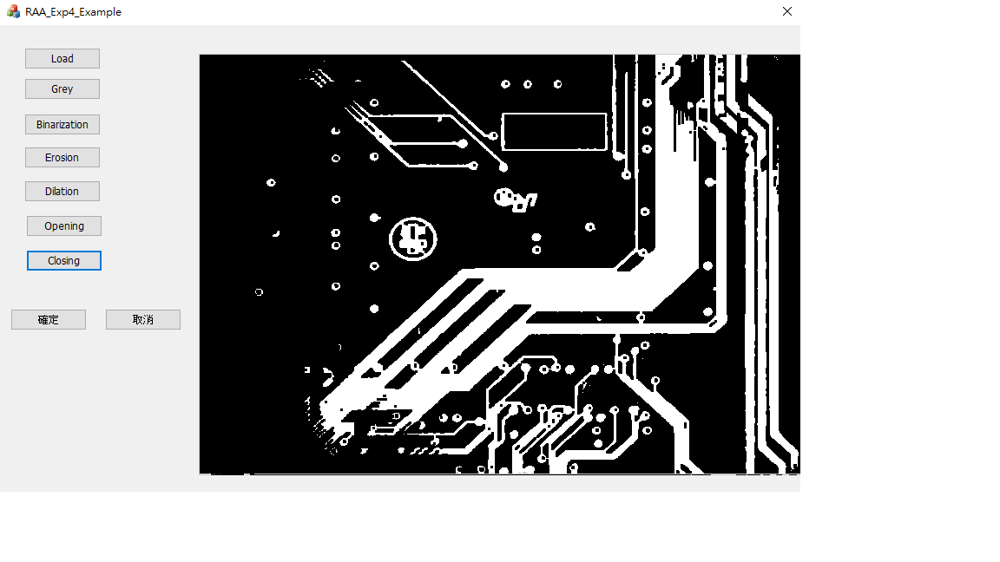 RAA_Exp4_Example
Load
Grey
Binarization
Erosion
Dilation
Opening
Closing
確定
取消